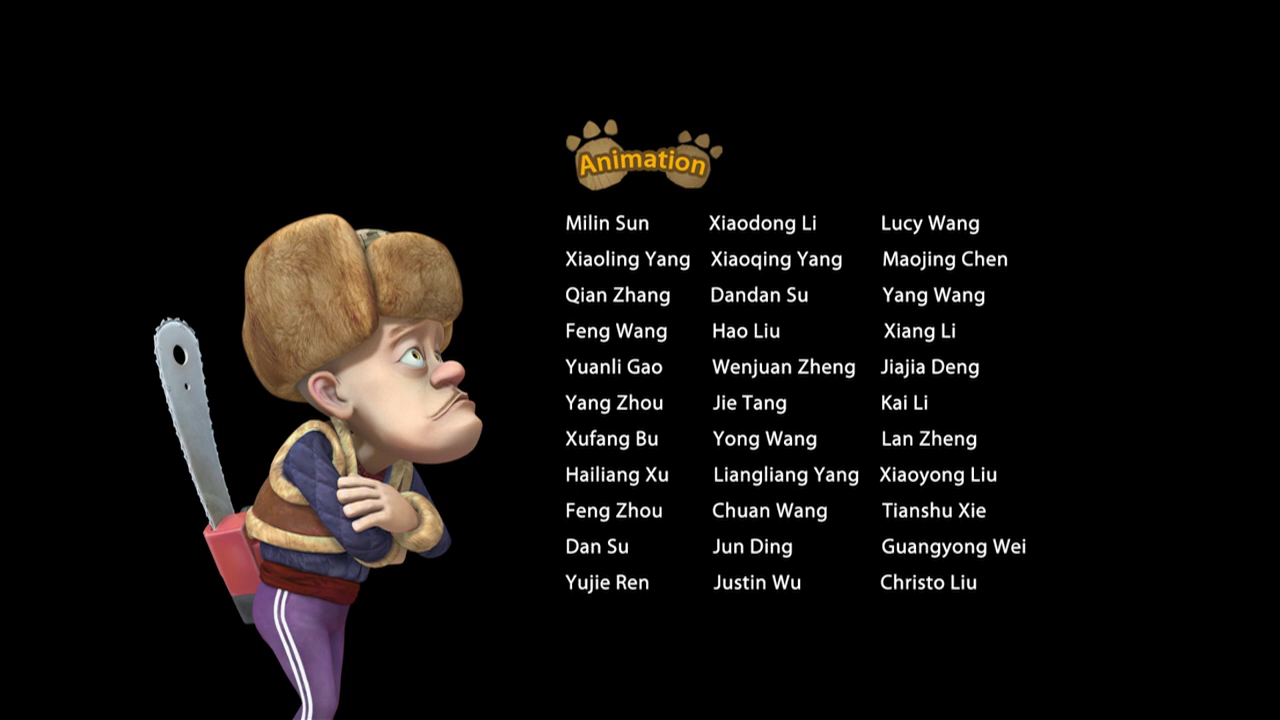 Animation
Milin Sun Xiaodong Li Lucy Wang
Xiaoling Yang Xiaoqing Yang Maojing Chen
Qian Zhang Dandan Su Yang Wang
Feng Wang Hao Liu Xiang Li
Yuanli Gao Wenjuan Zheng Jiajia Deng
Yang Zhou Jie Tang Kai Li
Xufang Bu Yong Wang Lan Zheng
Hailiang Xu Liangliang Yang Xiaoyong Liu
Feng Zhou Chuan Wang Tianshu Xie
Dan Su Jun Ding Guangyong Wei
Yujie Ren Justin Wu Christo Liu